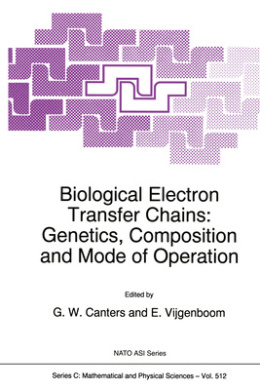 Biological Electron
Transfer Chains:
Genetics, Composition
and Mode of Operation
Edited by
G. W. Canters and E. Vijgenboom
NATO ASI Series
Series C: Mathematical and Physical Sciences – Vol. 512